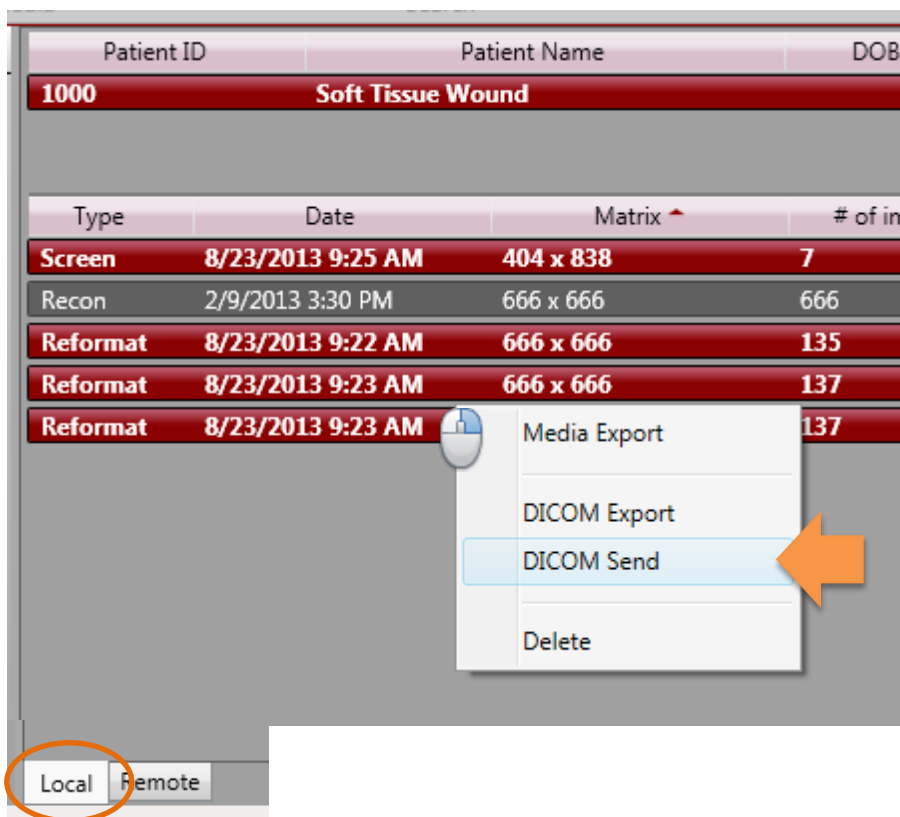 Patient ID Patient Name DOB
1000 Soft Tissue Wound
Type Date Matrix # of in
Screen 8/23/2013 9:25 AM 404 x 838 7
Recon 2/9/2013 3:30 PM 666 x 666 666
Reformat 8/23/2013 9:22 AM 666 x 666 135
Reformat 8/23/2013 9:23 AM 666 x 666 137
Reformat 8/23/2013 9:23 AM 137
Media Export
DICOM Export
DICOM Send
Delete
Local Remote